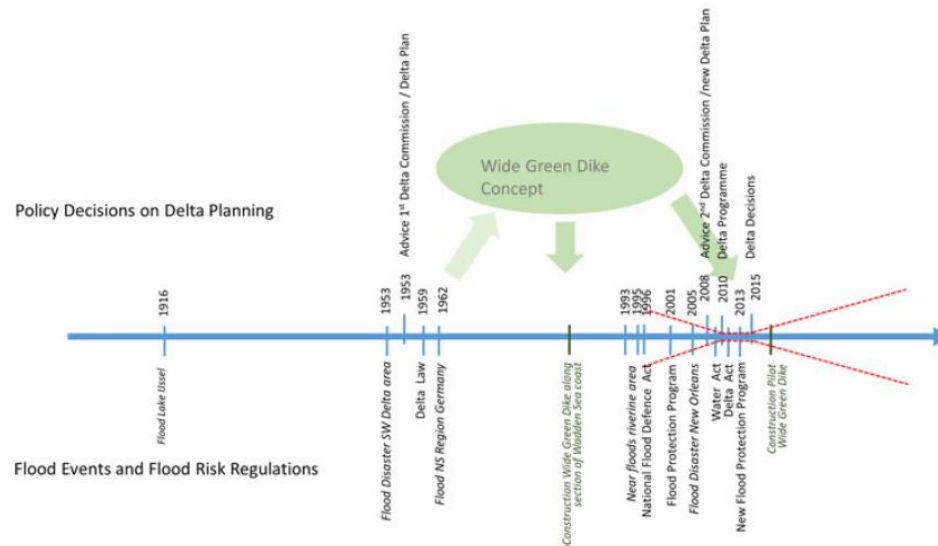 Advice 1st Delta Commission / Delta Plan
Wide Green Dike
Concept
Advice 2nd Delta Commission /new Delta Plan
Delta Programme
Delta Decisions
Policy Decisions on Delta Planning
1916
1953
1953
1959
1962
1993
1995
1996
2001
2005
2008
2010
2013
2015
Flood Lake IJssel
Flood Disaster SW Delta area
Delta Law
Flood NS Region Germany
Construction Wide Green Dike along
section of Wadden Sea coast
Near floods riverine area
National Flood Defence Act
Flood Protection Program
Flood Disaster New Orleans
Water Act
Delta Act
New Flood Protection Program
Construction Pilot
Wide Green Dike
Flood Events and Flood Risk Regulations